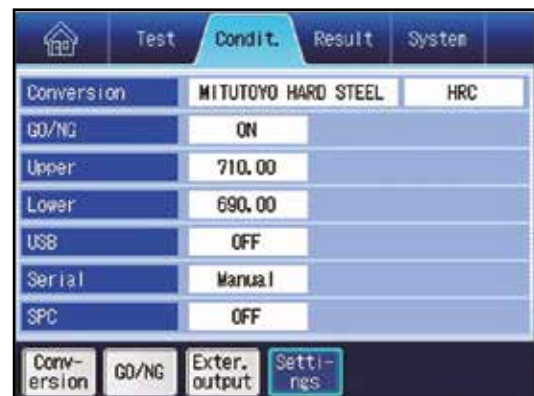 Test Condit. Result System
Conversion MITUTOYO HARD STEEL HRC
GO/NG ON
Upper 710.00
Lower 690.00
USB OFF
Serial Manual
SPC OFF
Conv-
ersion
GO/NG
Exter.
output
Setti-
ngs